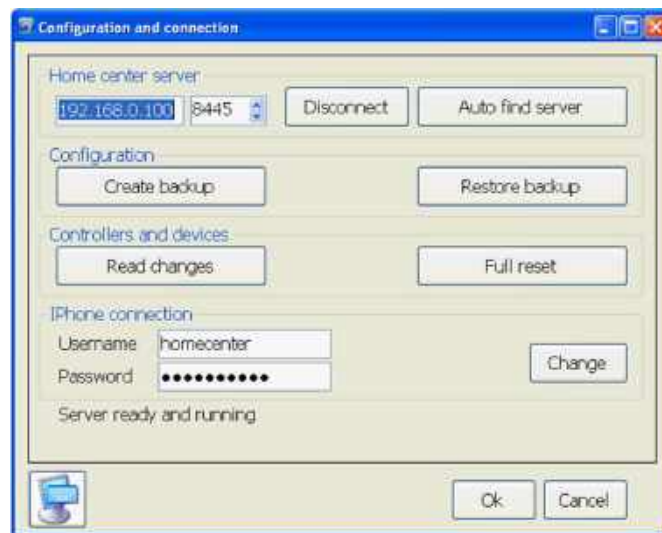 Configuration and connection
Home center server
192.168.0.100 8445 Disconnect Auto find server
Configuration
Create backup Restore backup
Controllers and devices
Read changes Full reset
IPhone connection
Username homecenter
Password ●●●●●●●●●● Change
Server ready and running
Ok Cancel